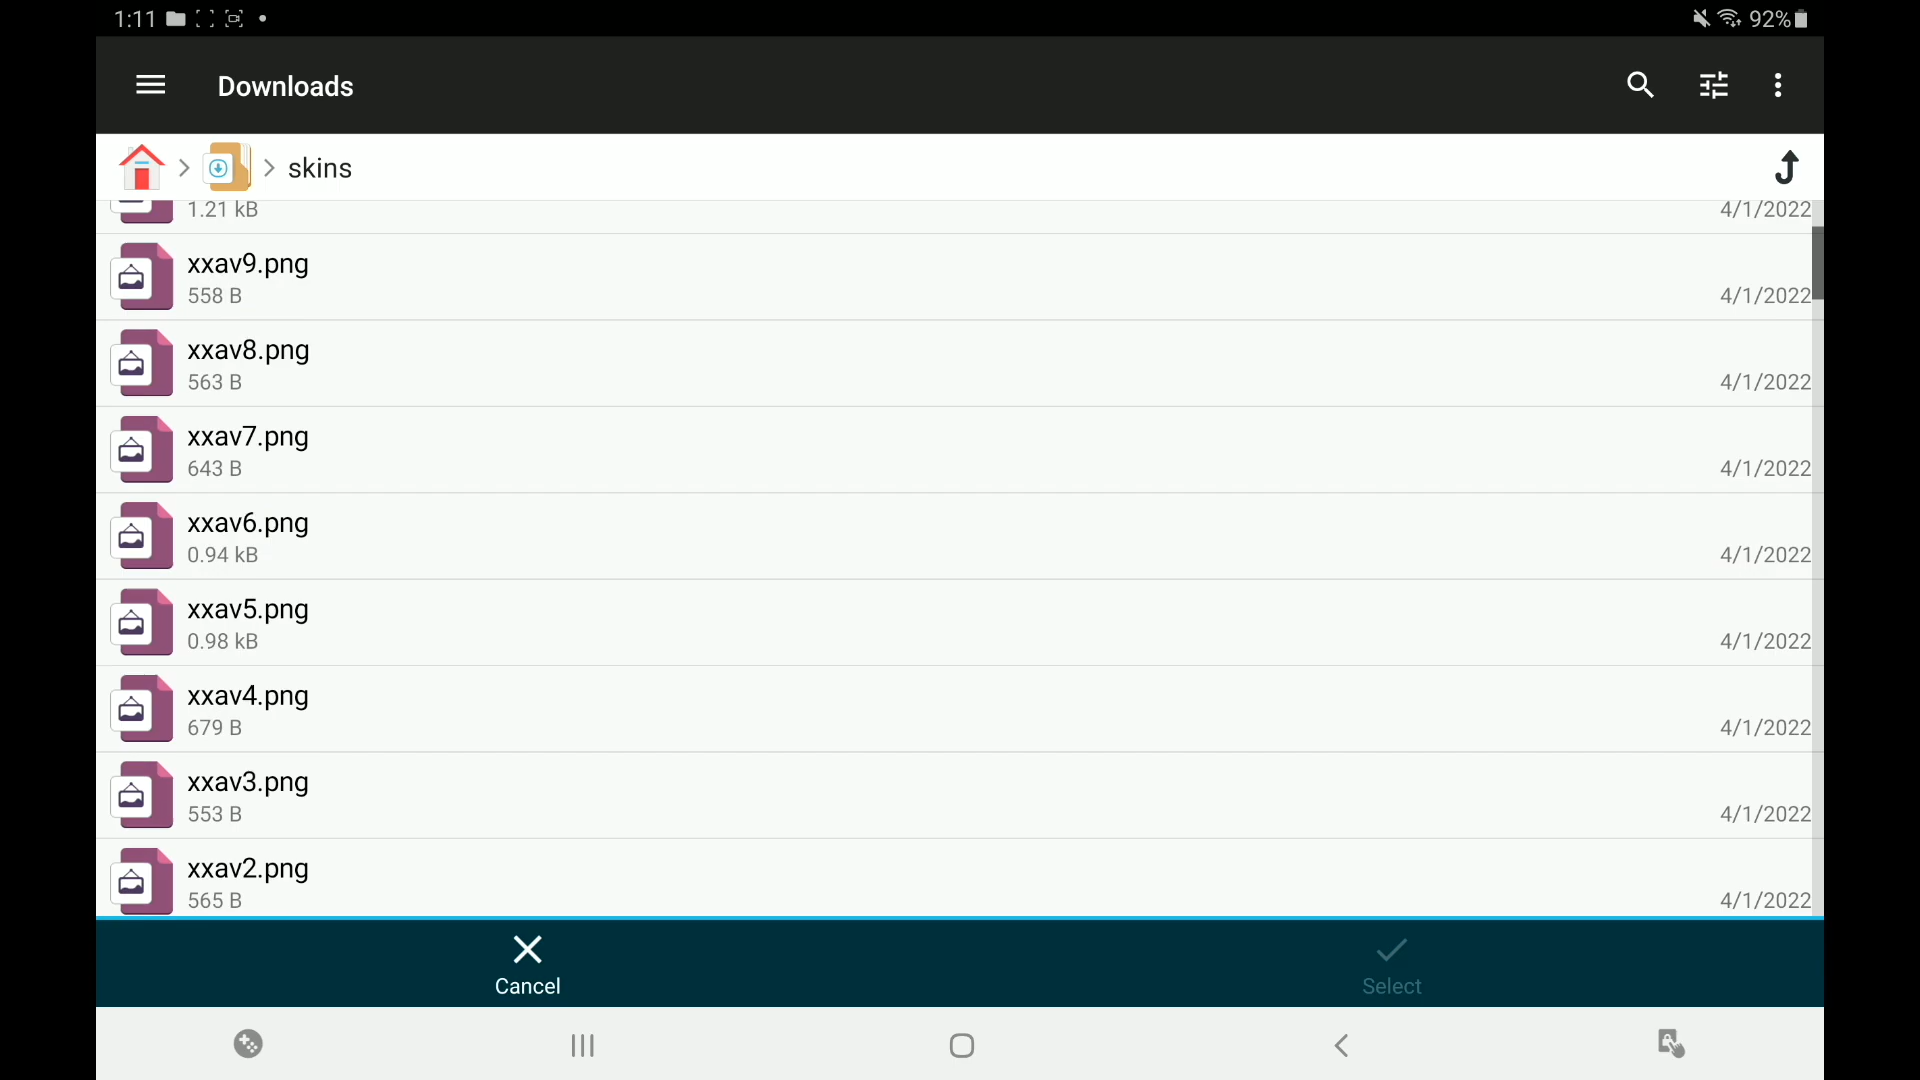 1:11 92%
Downloads
skins
1.21 kB 4/1/2022
xxav9.png
558 B 4/1/2022
xxav8.png
563 B 4/1/2022
xxav7.png
643 B 4/1/2022
xxav6.png
0.94 kB 4/1/2022
xxav5.png
0.98 kB 4/1/2022
xxav4.png
679 B 4/1/2022
xxav3.png
553 B 4/1/2022
xxav2.png
565 B 4/1/2022
Cancel Select